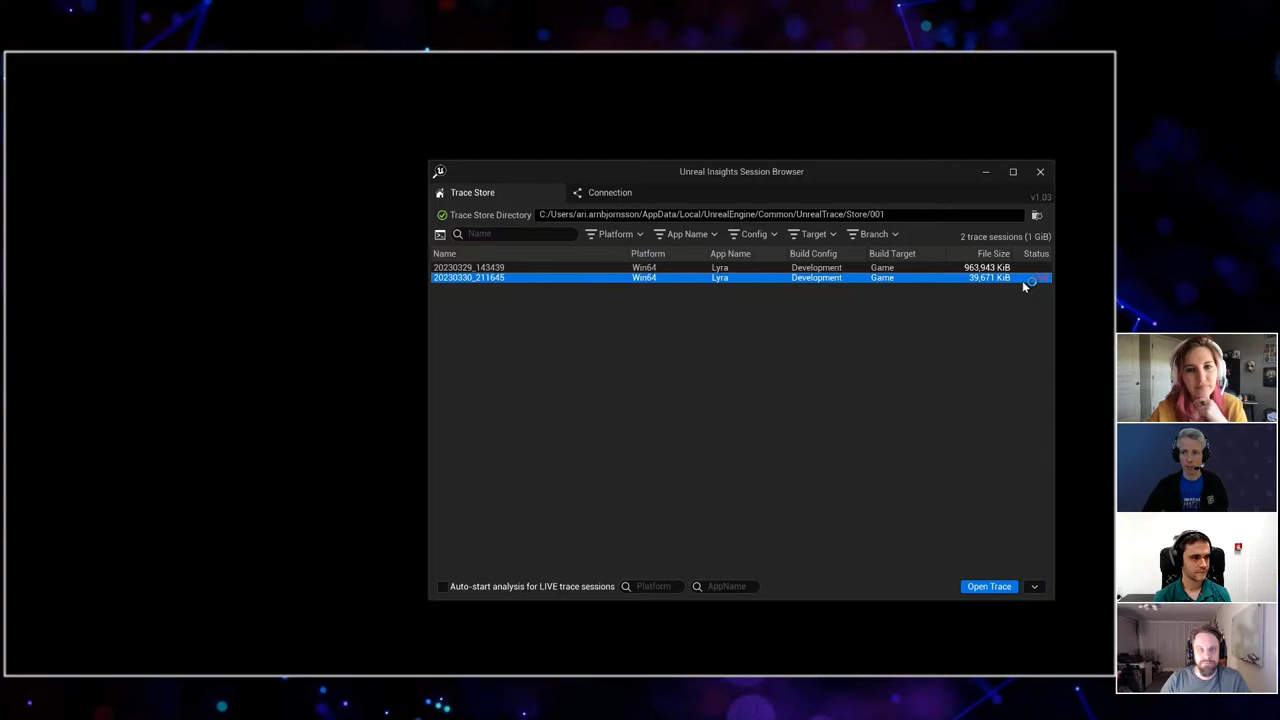 Unreal Insights Session Browser
Trace Store
Connection
v1.03
Trace Store Directory C:/Users/ari.arnbjornsson/AppData/Local/UnrealEngine/Common/UnrealTrace/Store/001
Name Platform App Name Config Target Branch 2 trace sessions (1 GiB)
Name Platform App Name Build Config Build Target File Size Status
20230329_143439 Win64 Lyra Development Game 963,943 KiB
20230330_211645 Win64 Lyra Development Game 39,671 KiB
Auto-start analysis for LIVE trace sessions Platform AppName Open Trace